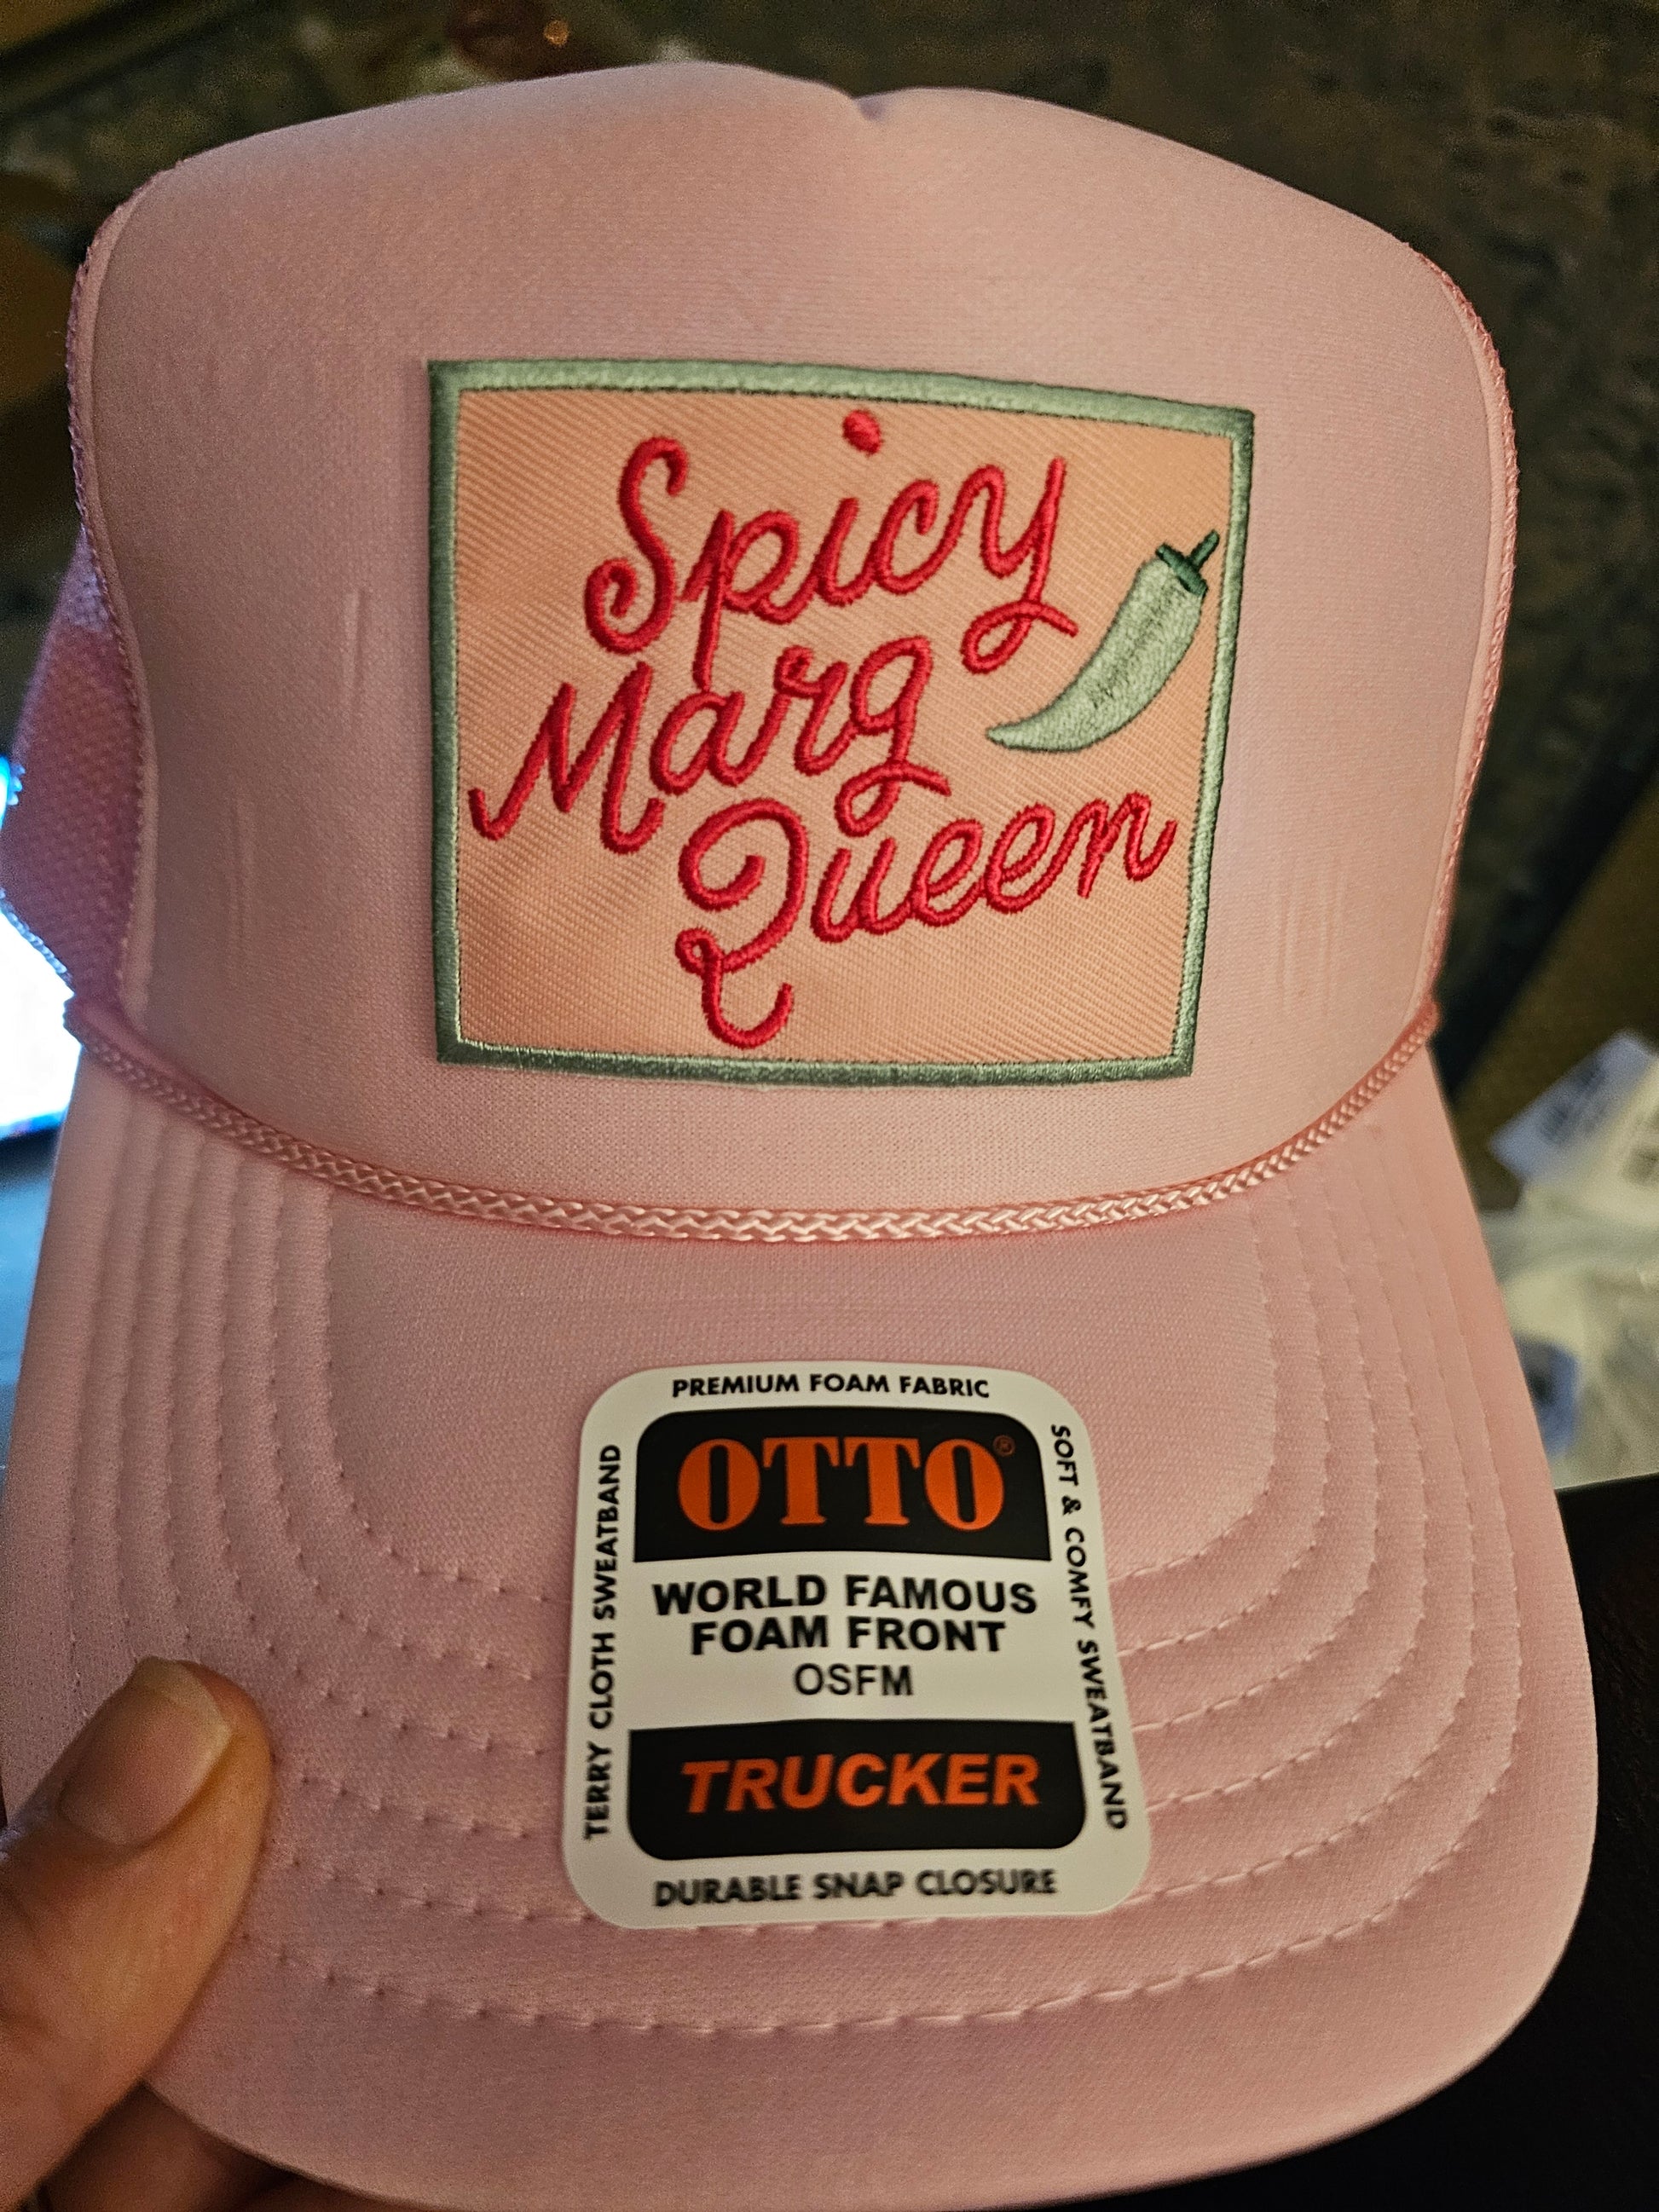 Spicy
Marg
Queen
PREMIUM FOAM FABRIC
OTTO®
WORLD FAMOUS
FOAM FRONT
OSFM
TRUCKER
DURABLE SNAP CLOSURE
TERRY CLOTH SWEATBAND
SOFT & COMFY SWEATBAND